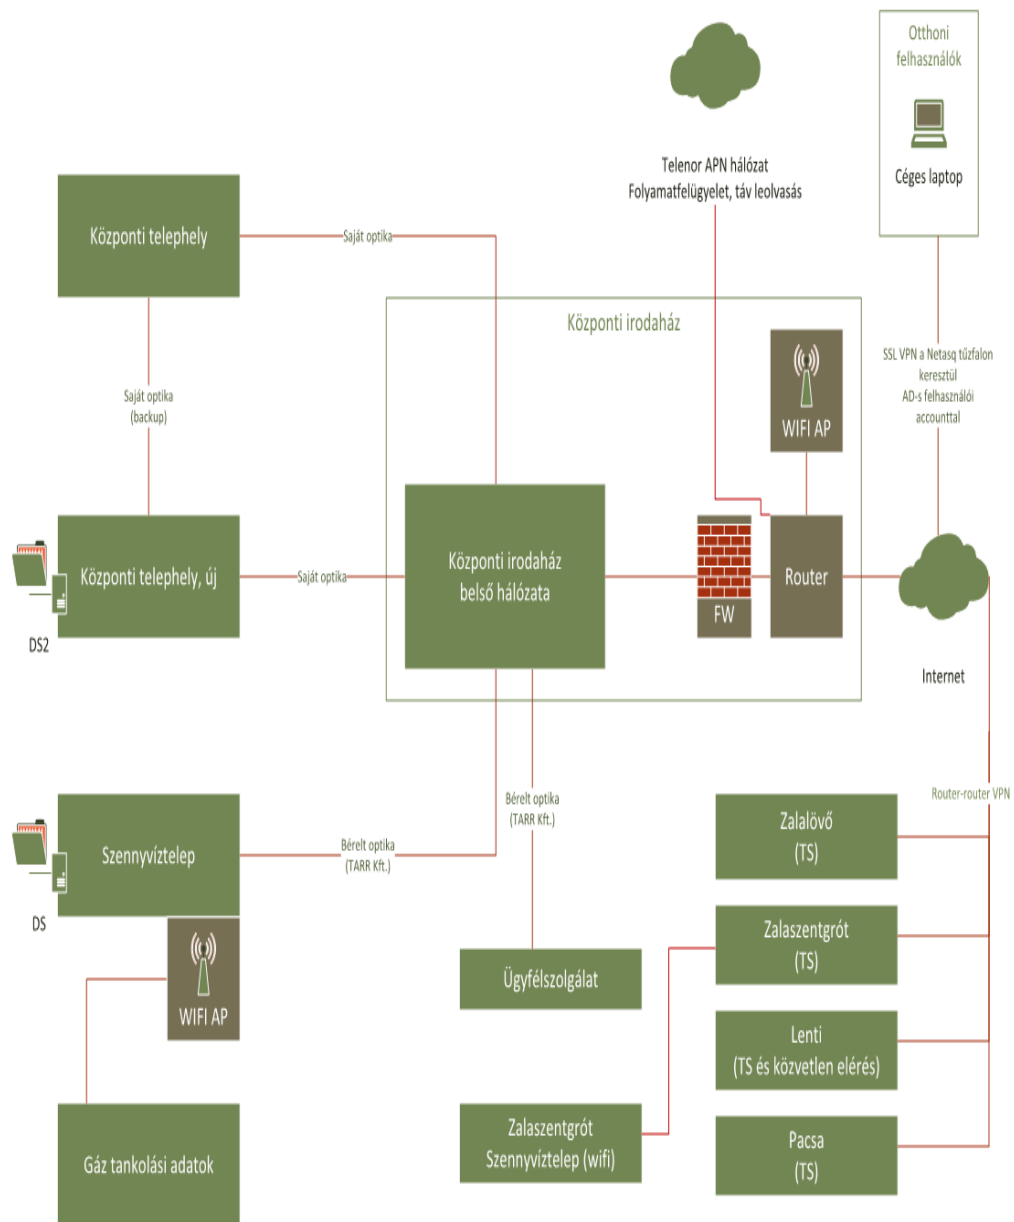 Otthoni
felhasználók
Céges laptop
Telenor APN hálózat
Folyamatfelügyelet, táv leolvasás
Központi telephely
Saját optika
Központi irodaház
WIFI AP
SSL VPN a Netasq tűzfalon
keresztül
AD-s felhasználói
accounttal
Saját optika
(backup)
Központi telephely, új
DS2
Saját optika
Központi irodaház
belső hálózata
FW
Router
Internet
Router-router VPN
Szennyvíztelep
DS
Bérelt optika
(TARR Kft.)
Bérelt optika
(TARR Kft.)
Zalalövő
(TS)
Zalaszentgrót
(TS)
Ügyfélszolgálat
WIFI AP
Lenti
(TS és közvetlen elérés)
Gáz tankolási adatok
Zalaszentgrót
Szennyvíztelep (wifi)
Pacsa
(TS)